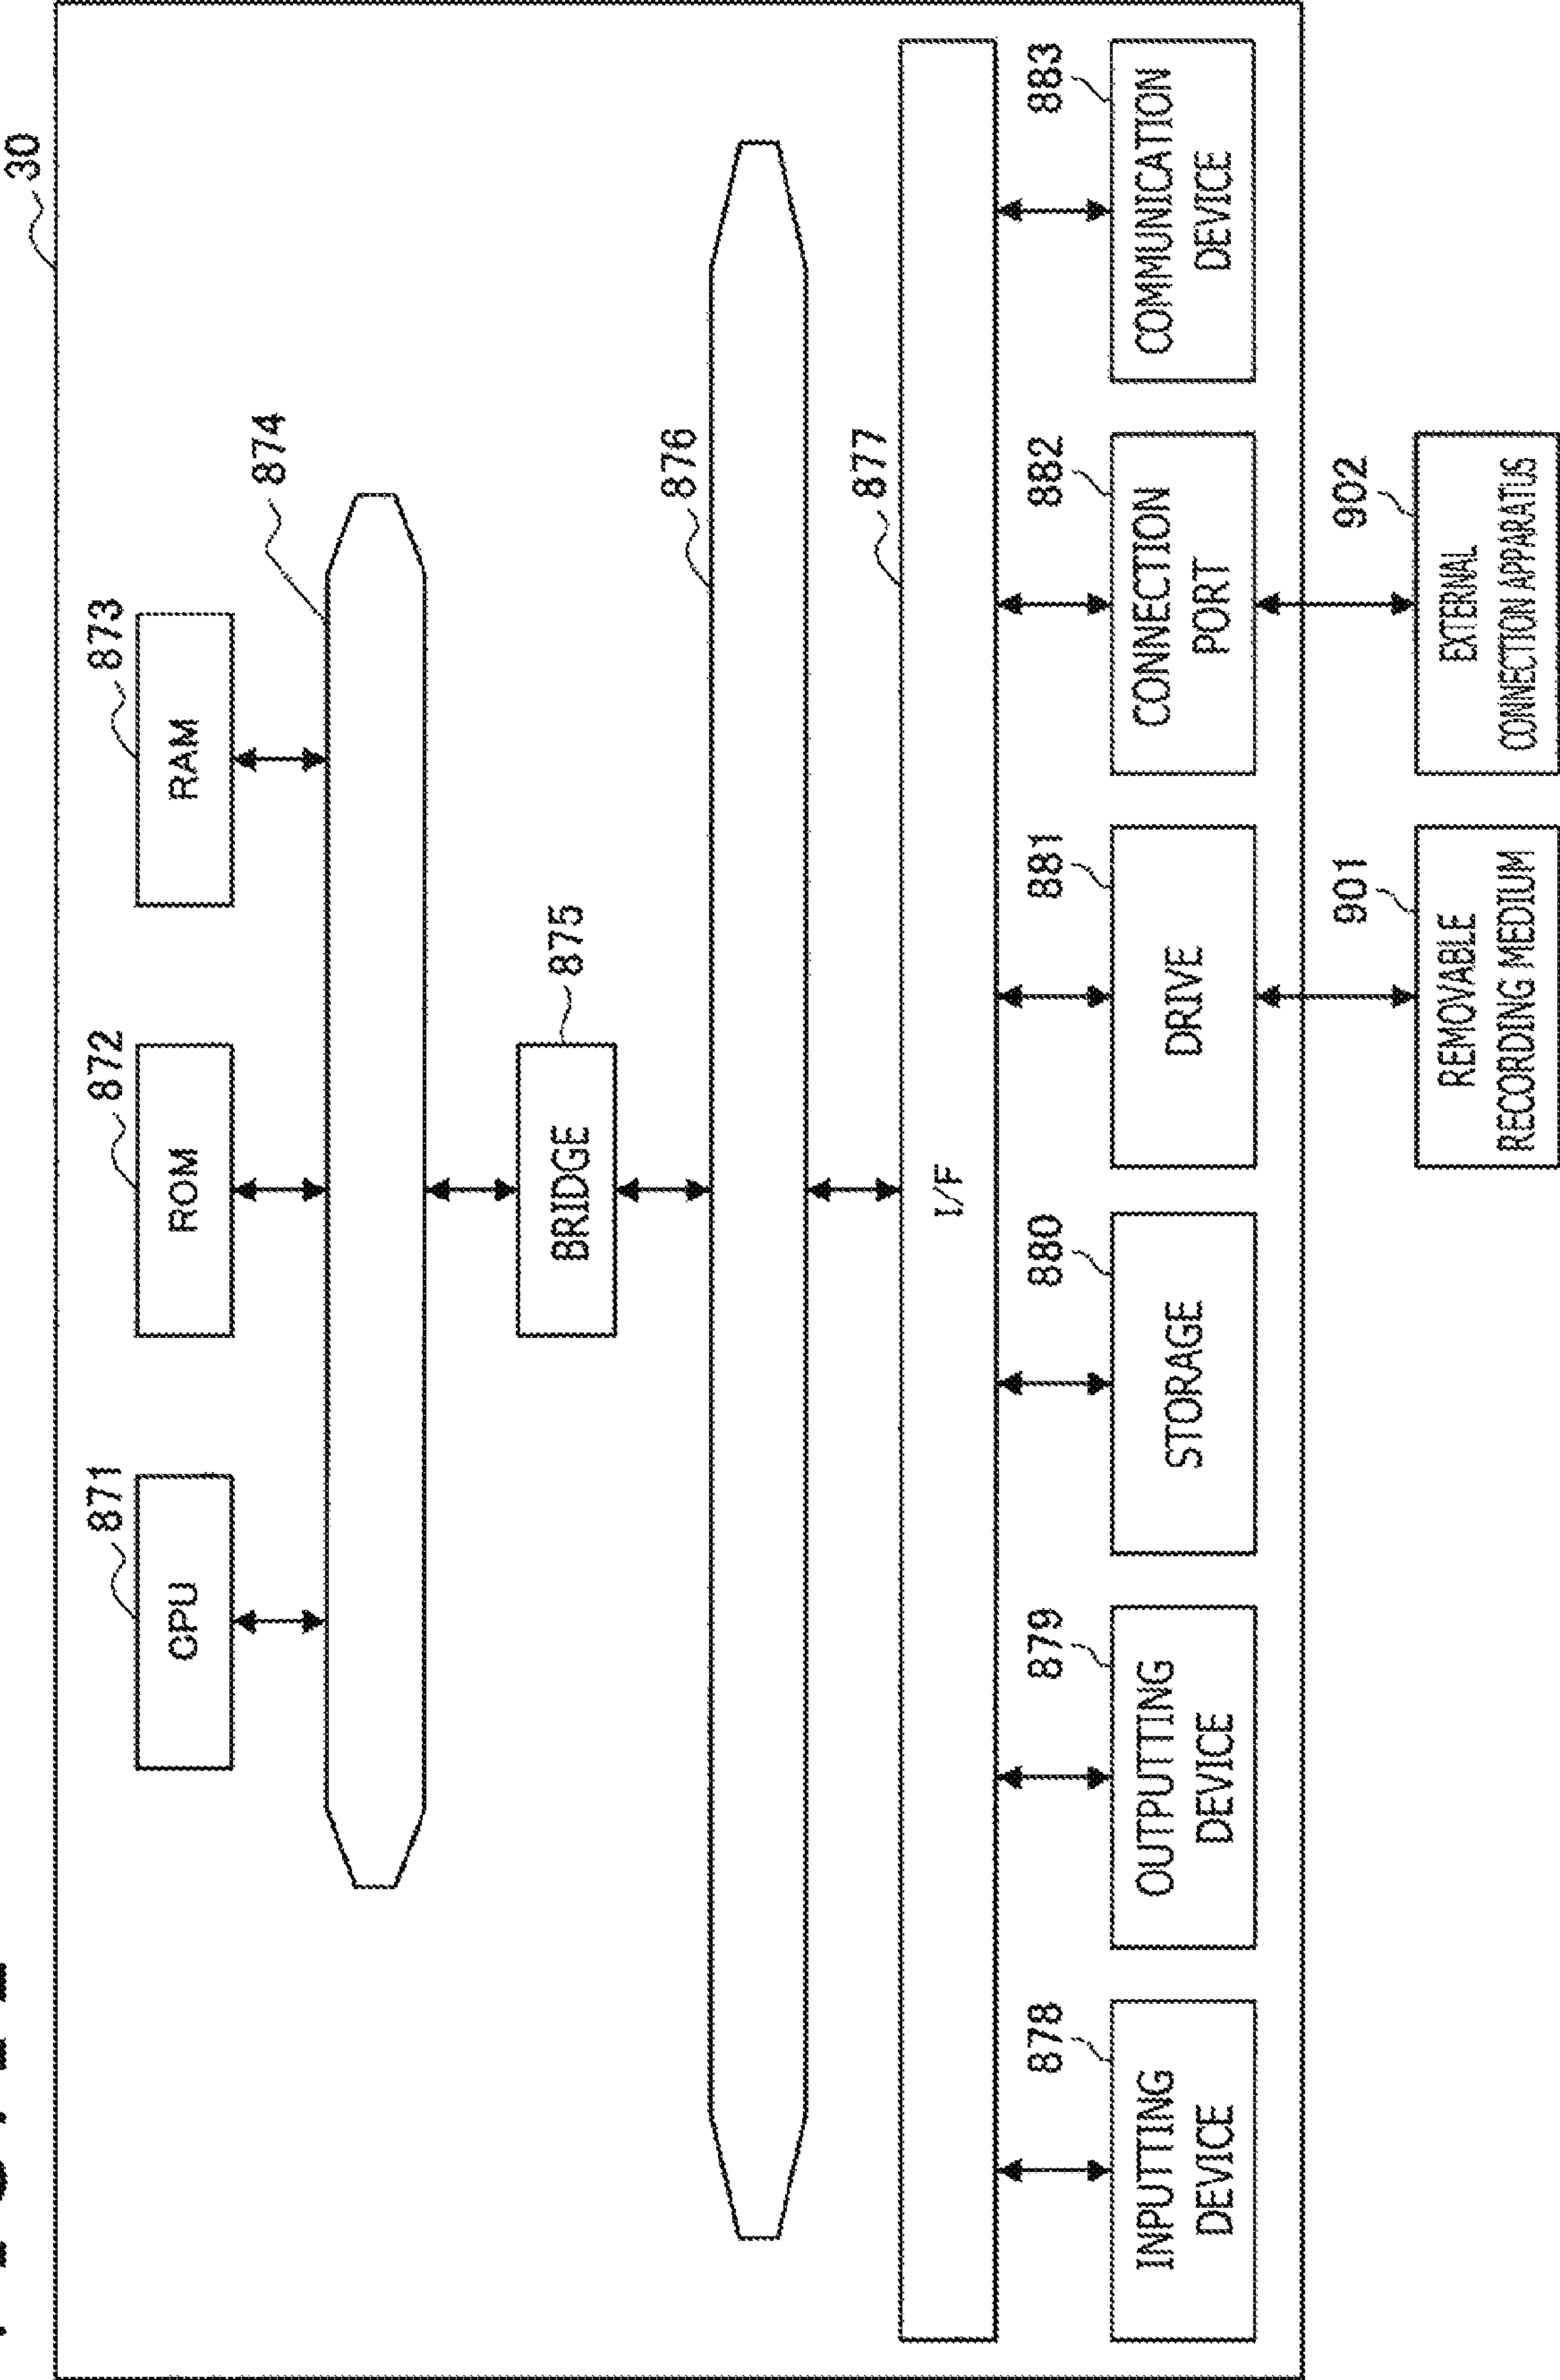 30
871
CPU
872
ROM
873
RAM
874
875
BRIDGE
876
877
I/F
878
INPUTTING
DEVICE
879
OUTPUTTING
DEVICE
880
STORAGE
881
DRIVE
882
CONNECTION
PORT
883
COMMUNICATION
DEVICE
901
REMOVABLE
RECORDING MEDIUM
902
EXTERNAL
CONNECTION APPARATUS